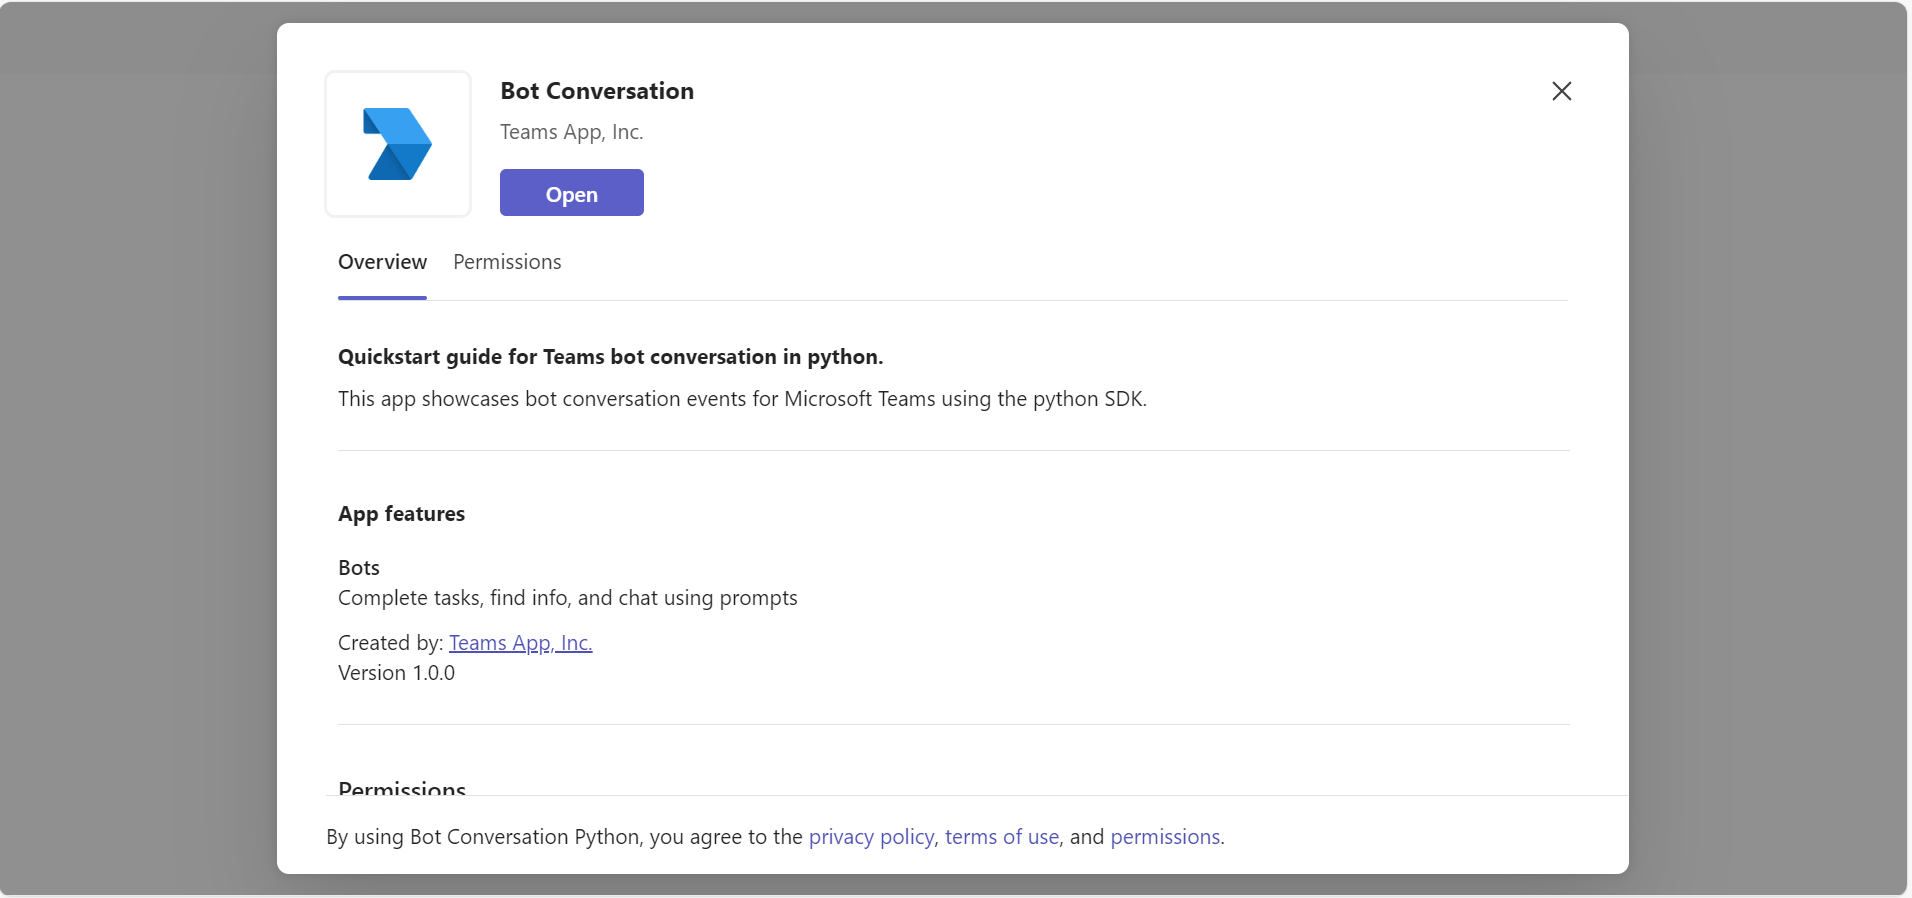 Bot Conversation
Teams App, Inc.
Open
Overview Permissions
Quickstart guide for Teams bot conversation in python.
This app showcases bot conversation events for Microsoft Teams using the python SDK.
App features
Bots
Complete tasks, find info, and chat using prompts
Created by: Teams App, Inc.
Version 1.0.0
Permissions
By using Bot Conversation Python, you agree to the privacy policy, terms of use, and permissions.